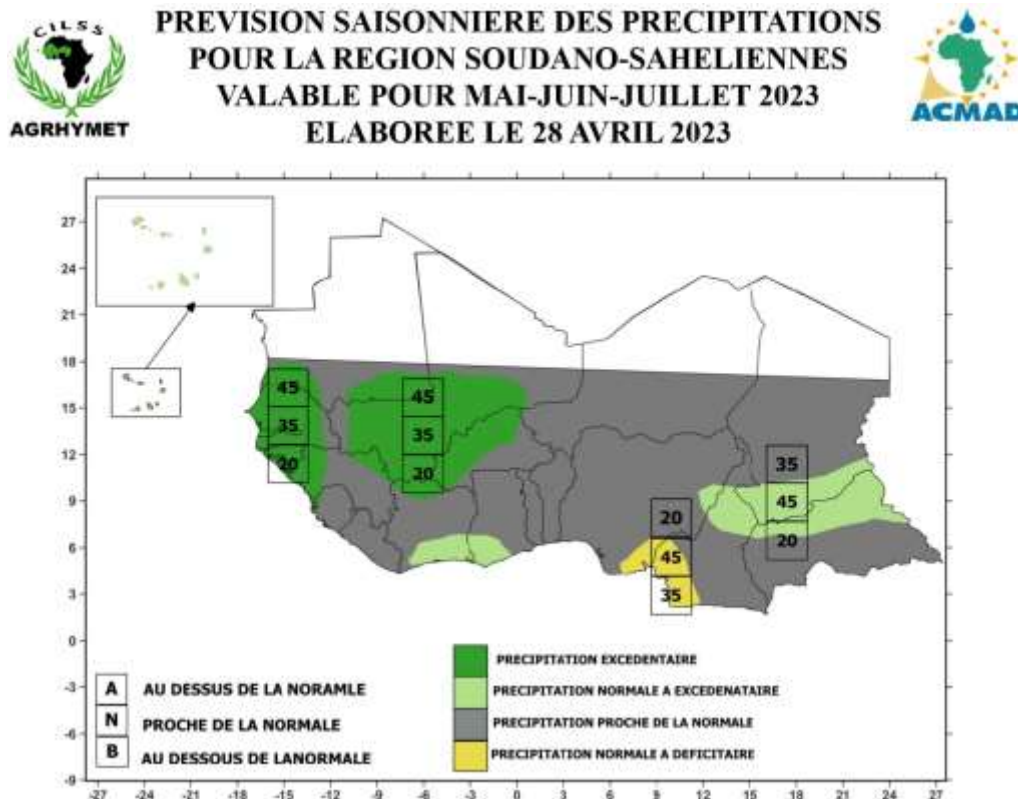 CILSS
AGRHYMET
PREVISION SAISONNIERE DES PRECIPITATIONS
POUR LA REGION SOUDANO-SAHELIENNES
VALABLE POUR MAI-JUIN-JUILLET 2023
ELABOREE LE 28 AVRIL 2023
ACMAD
27
24
21
18
15
12
9
6
3
0
-3
-6
-9
45
35
20
45
35
20
35
45
20
20
45
35
A AU DESSUS DE LA NORAMLE
N PROCHE DE LA NORMALE
B AU DESSOUS DE LANORMALE
PRECIPITATION EXCEDENTAIRE
PRECIPITATION NORMALE A EXCEDENATAIRE
PRECIPITATION PROCHE DE LA NORMALE
PRECIPITATION NORMALE A DEFICITAIRE
-27 -24 -21 -18 -15 -12 -9 -6 -3 0 3 6 9 12 15 18 21 24 27